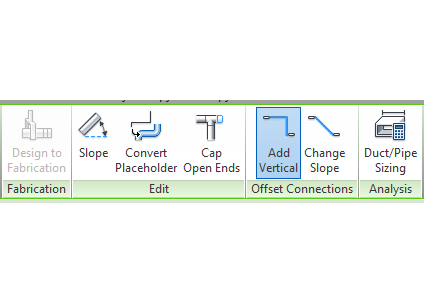 Design to Fabrication
Slope
Convert Placeholder
Cap Open Ends
Add Vertical
Change Slope
Duct/Pipe Sizing
Fabrication
Edit
Offset Connections
Analysis